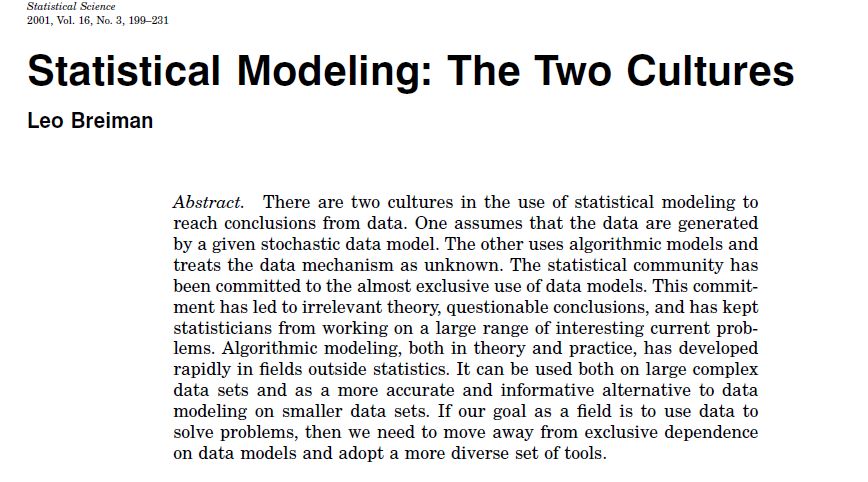 Statistical Science
2001, Vol. 16, No. 3, 199–231
Statistical Modeling: The Two Cultures
Leo Breiman
Abstract. There are two cultures in the use of statistical modeling to
reach conclusions from data. One assumes that the data are generated
by a given stochastic data model. The other uses algorithmic models and
treats the data mechanism as unknown. The statistical community has
been committed to the almost exclusive use of data models. This commit-
ment has led to irrelevant theory, questionable conclusions, and has kept
statisticians from working on a large range of interesting current prob-
lems. Algorithmic modeling, both in theory and practice, has developed
rapidly in fields outside statistics. It can be used both on large complex
data sets and as a more accurate and informative alternative to data
modeling on smaller data sets. If our goal as a field is to use data to
solve problems, then we need to move away from exclusive dependence
on data models and adopt a more diverse set of tools.